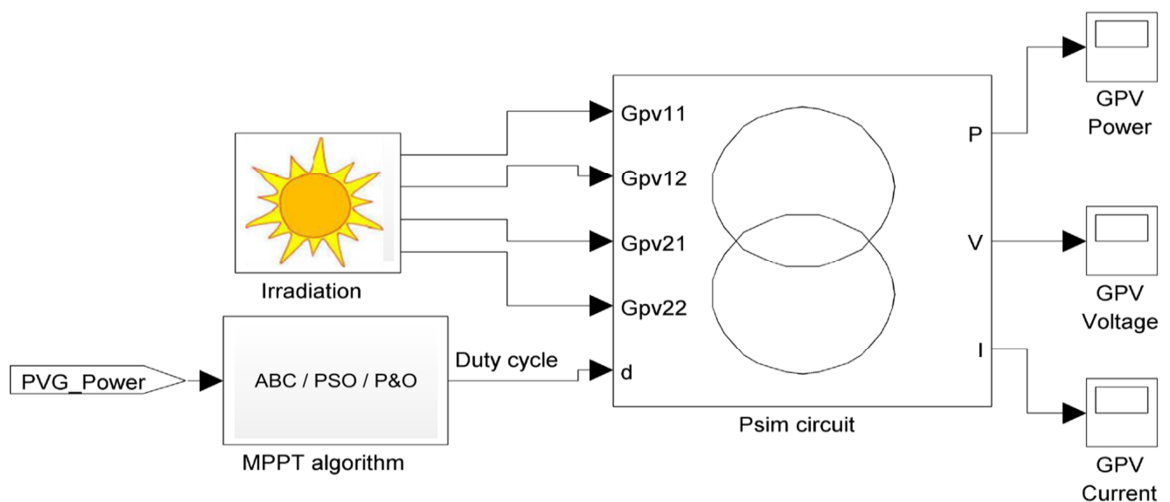 Gpv11
Gpv12
Gpv21
Gpv22
d
P
V
I
GPV
Power
GPV
Voltage
GPV
Current
Irradiation
Duty cycle
PVG_Power
ABC / PSO / P&O
MPPT algorithm
Psim circuit